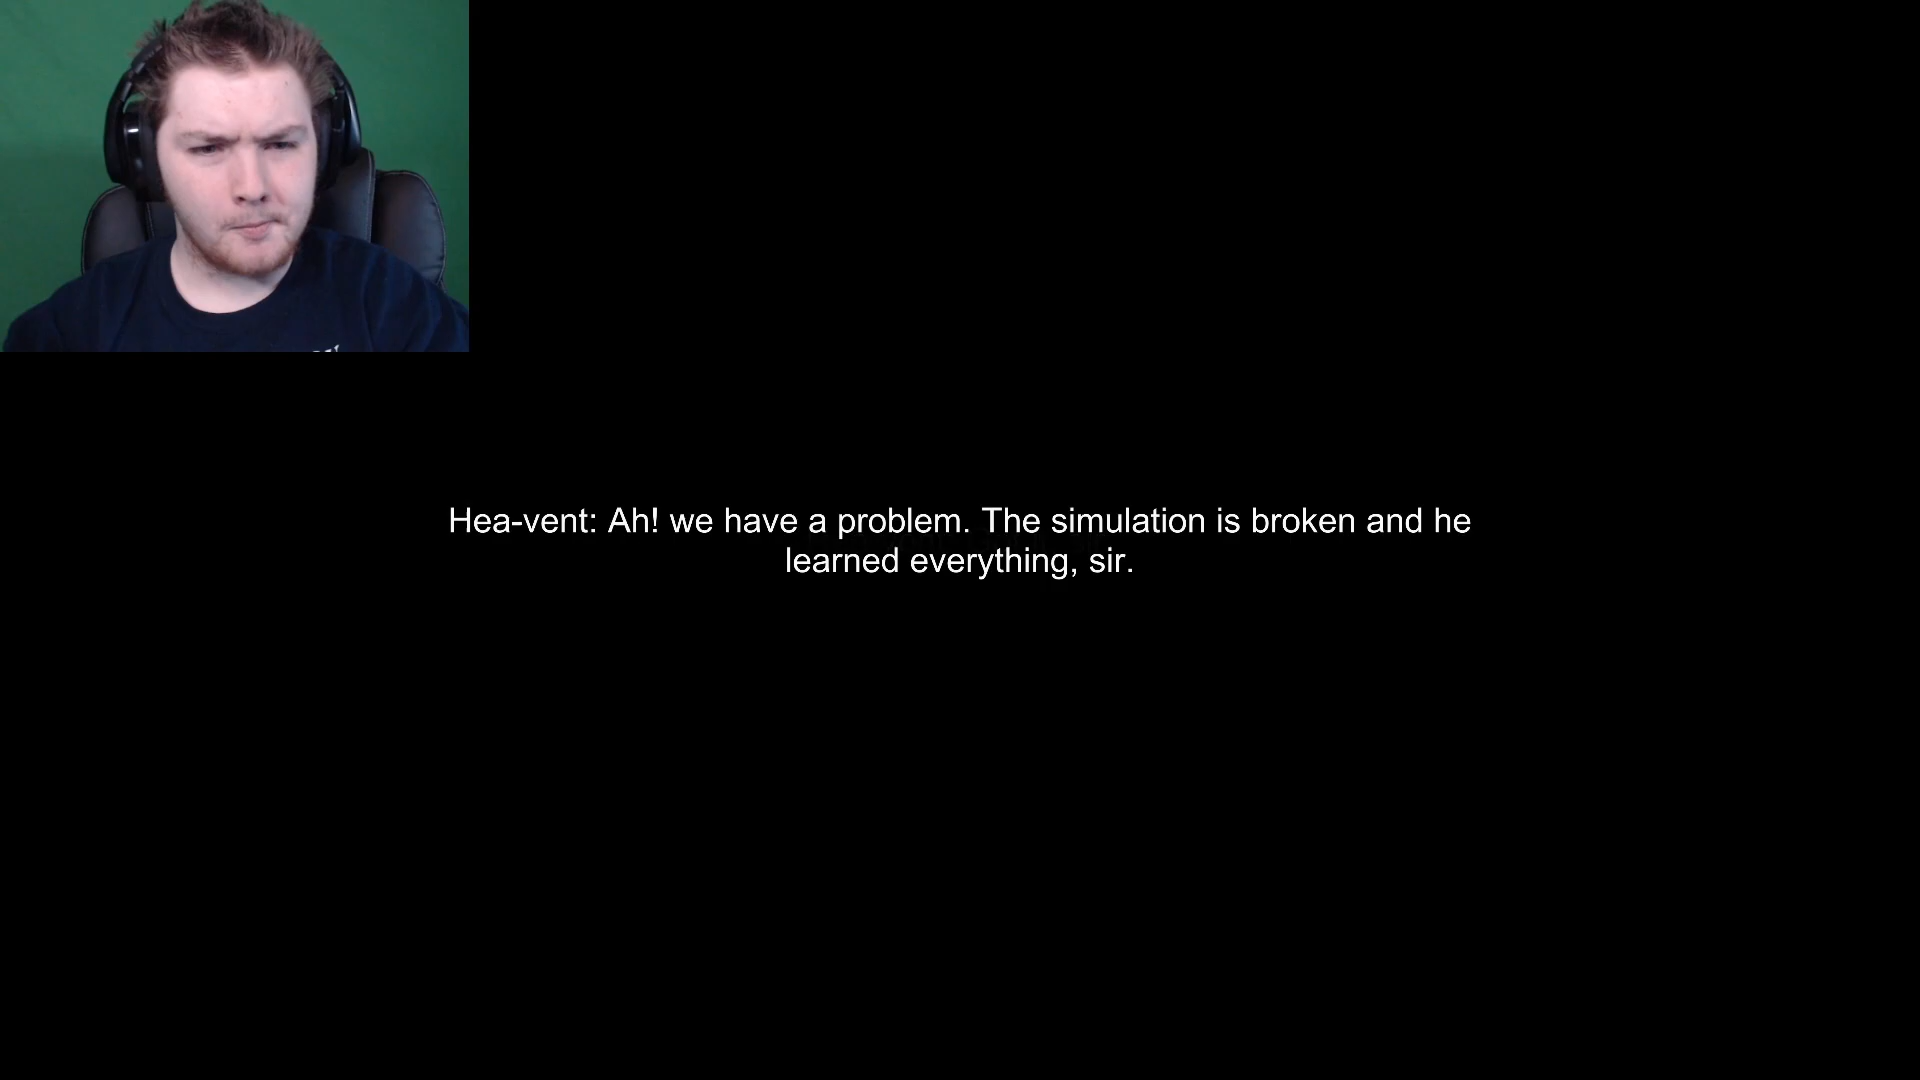 Hea-vent: Ah! we have a problem. The simulation is broken and he
learned everything, sir.